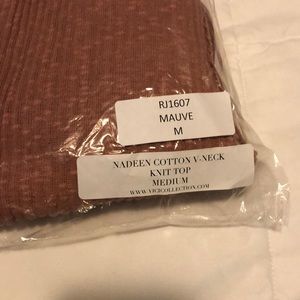 RJ1607
MAUVE
M
NADEEN COTTON V-NECK
KNIT TOP
MEDIUM
WWW.VICICOLLECTION.COM